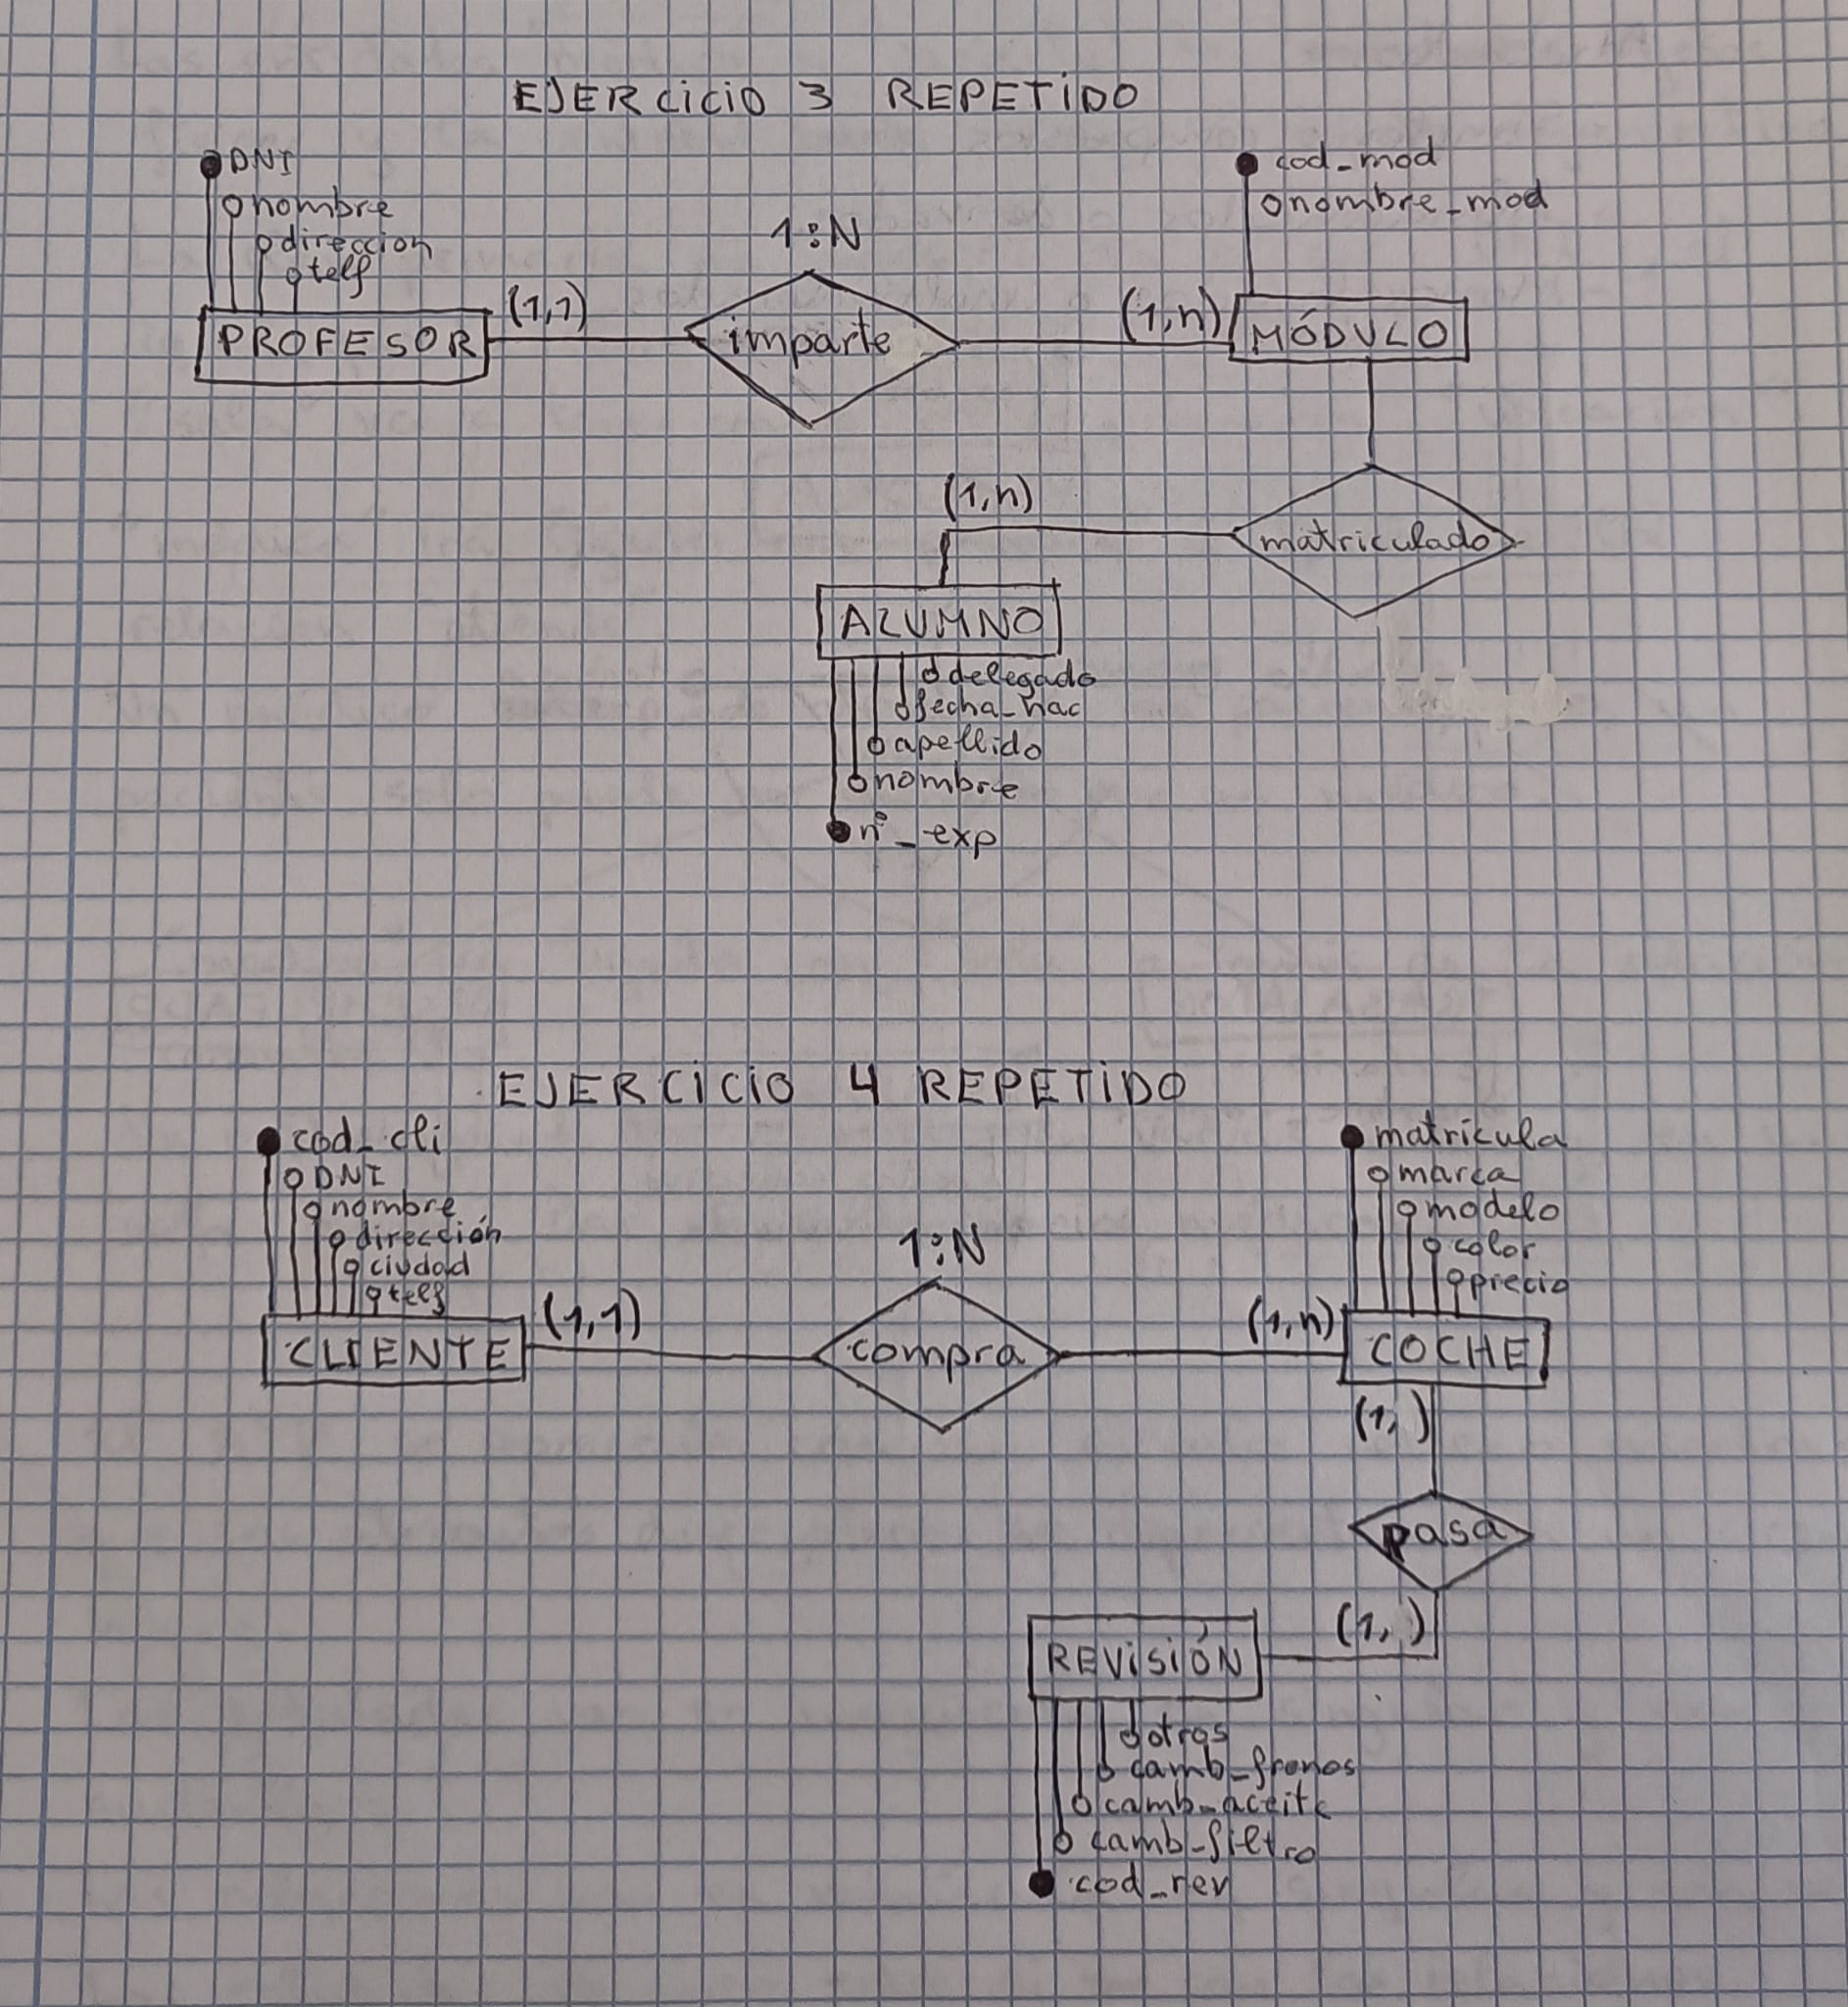 EJERCiCiO 3 REPETiDO
DNI
nombre
direccion
telf
cod_mod
nombre_mod
1:N
PROFESOR
(1,1)
imparte
(1,n)
MÓDULO
(1,n)
matriculado
ALUMNO
delegado
fecha_nac
apellido
nombre
nº_exp
EJERCiCiO 4 REPETiDO
cod_cli
DNI
nombre
dirección
ciudad
telf
matrícula
marca
modelo
color
precio
1:N
CLIENTE
(1,1)
compra
(1,n)
COCHE
(1, )
pasa
(1, )
REViSiÓN
otros
camb_frenos
camb_aceite
camb_filtro
cod_rev